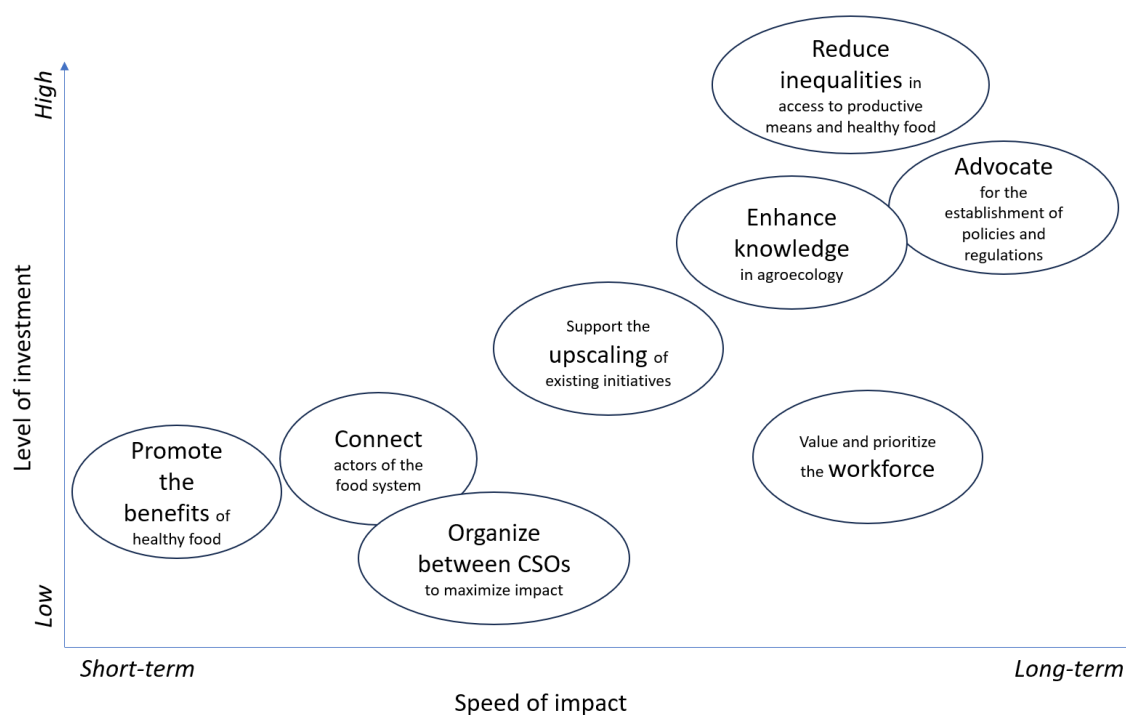 High
Level of investment
Low
Reduce
inequalities in
access to productive
means and healthy food
Advocate
for the
establishment of
policies and
regulations
Enhance
knowledge
in agroecology
Support the
upscaling of
existing initiatives
Value and prioritize
the workforce
Connect
actors of the
food system
Promote
the
benefits of
healthy food
Organize
between CSOs
to maximize impact
Short-term
Long-term
Speed of impact